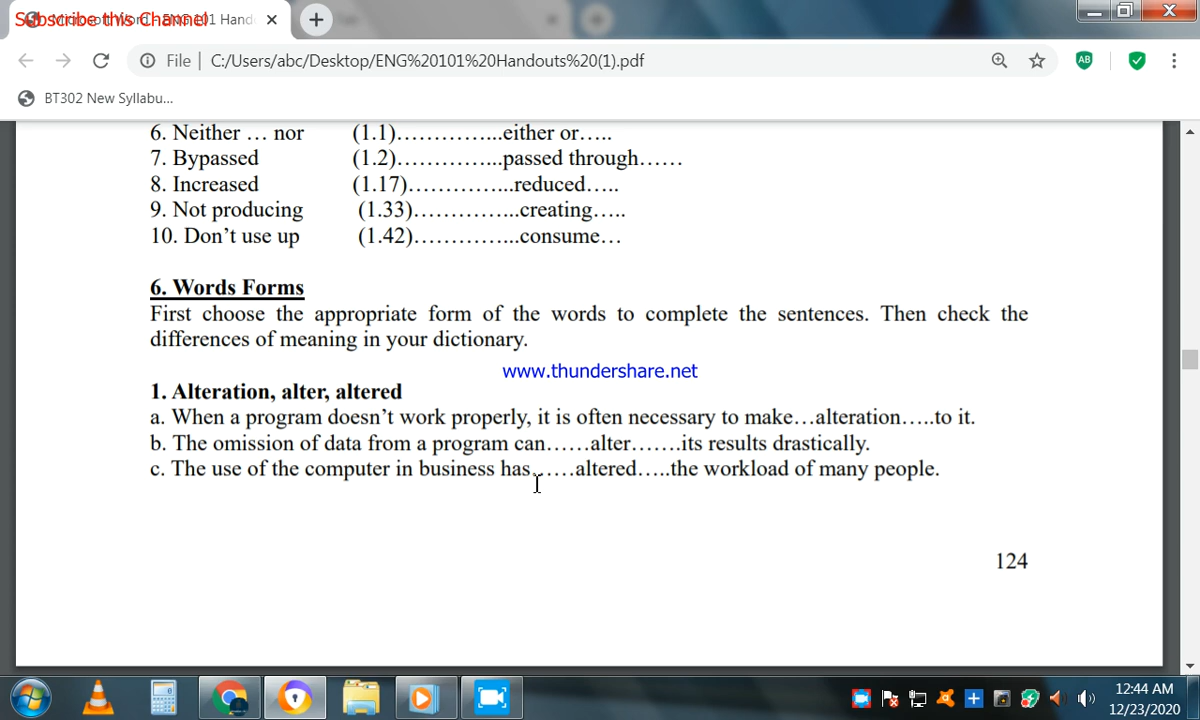 Subscribe this Channel!
File C:/Users/abc/Desktop/ENG%20101%20Handouts%20(1).pdf
AB
BT302 New Syllabu...
6. Neither … nor (1.1)…………...either or…..
7. Bypassed (1.2)…………...passed through……
8. Increased (1.17)…………...reduced…..
9. Not producing (1.33)…………...creating…..
10. Don’t use up (1.42)…………...consume…
6. Words Forms
First choose the appropriate form of the words to complete the sentences. Then check the
differences of meaning in your dictionary.
www.thundershare.net
1. Alteration, alter, altered
a. When a program doesn’t work properly, it is often necessary to make…alteration…..to it.
b. The omission of data from a program can……alter…….its results drastically.
c. The use of the computer in business has……altered…..the workload of many people.
124
12:44 AM
12/23/2020